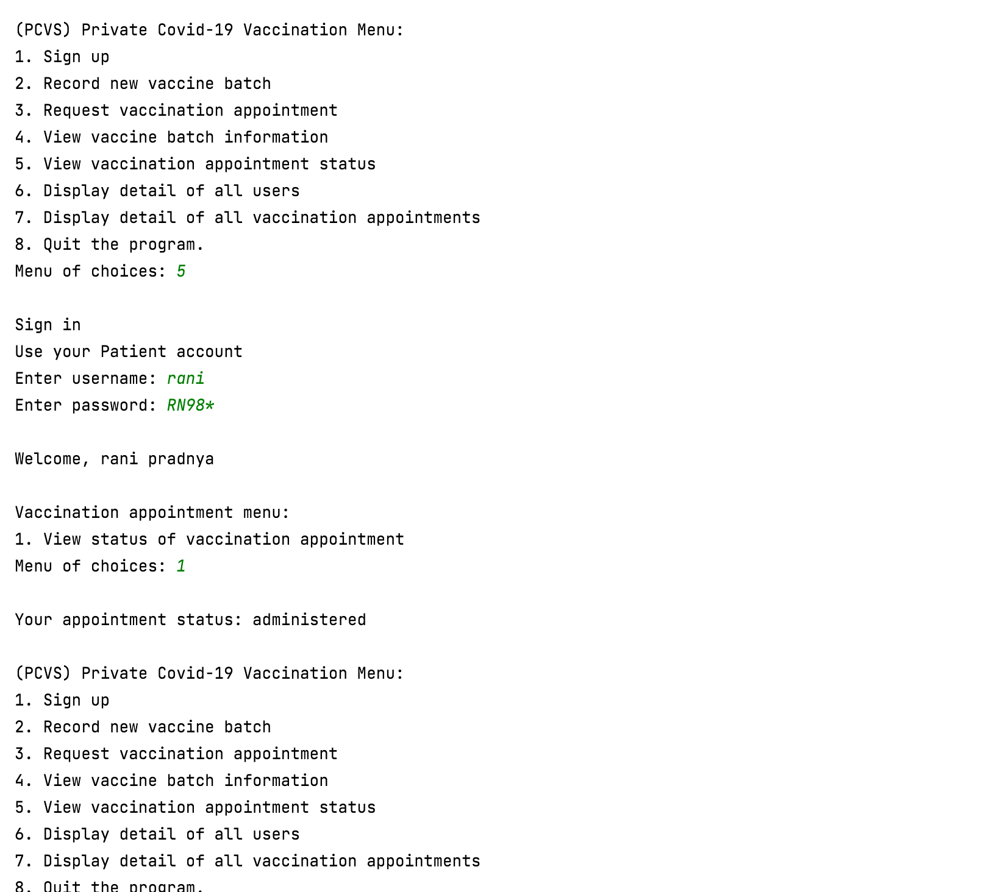 (PCVS) Private Covid-19 Vaccination Menu:
1. Sign up
2. Record new vaccine batch
3. Request vaccination appointment
4. View vaccine batch information
5. View vaccination appointment status
6. Display detail of all users
7. Display detail of all vaccination appointments
8. Quit the program.
Menu of choices: 5
Sign in
Use your Patient account
Enter username: rani
Enter password: RN98*
Welcome, rani pradnya
Vaccination appointment menu:
1. View status of vaccination appointment
Menu of choices: 1
Your appointment status: administered
(PCVS) Private Covid-19 Vaccination Menu:
1. Sign up
2. Record new vaccine batch
3. Request vaccination appointment
4. View vaccine batch information
5. View vaccination appointment status
6. Display detail of all users
7. Display detail of all vaccination appointments
8. Quit the program.